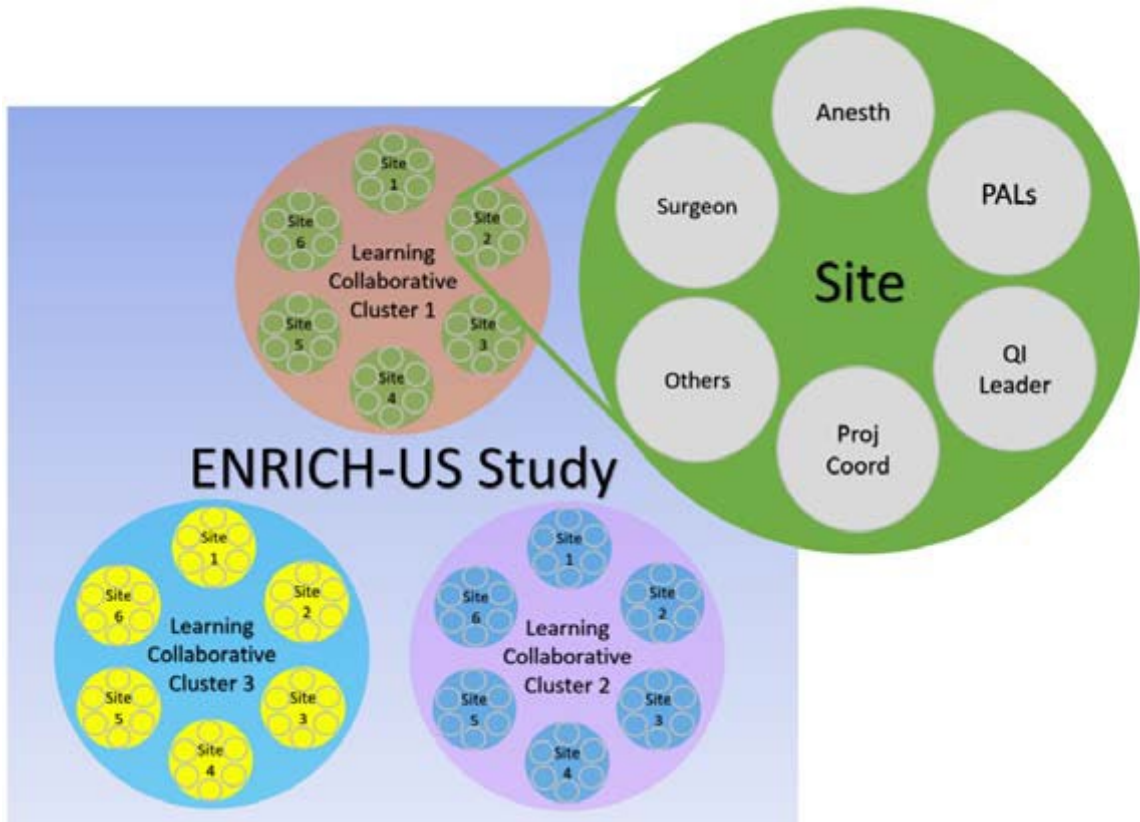 Anesth
Surgeon
PALs
Site
Others
QI
Leader
Proj
Coord
Site
1
Site
2
Site
6
Learning
Collaborative
Cluster 1
Site
5
Site
3
Site
4
ENRICH-US Study
Site
1
Site
2
Site
6
Learning
Collaborative
Cluster 3
Site
5
Site
3
Site
4
Site
1
Site
2
Site
6
Learning
Collaborative
Cluster 2
Site
5
Site
3
Site
4